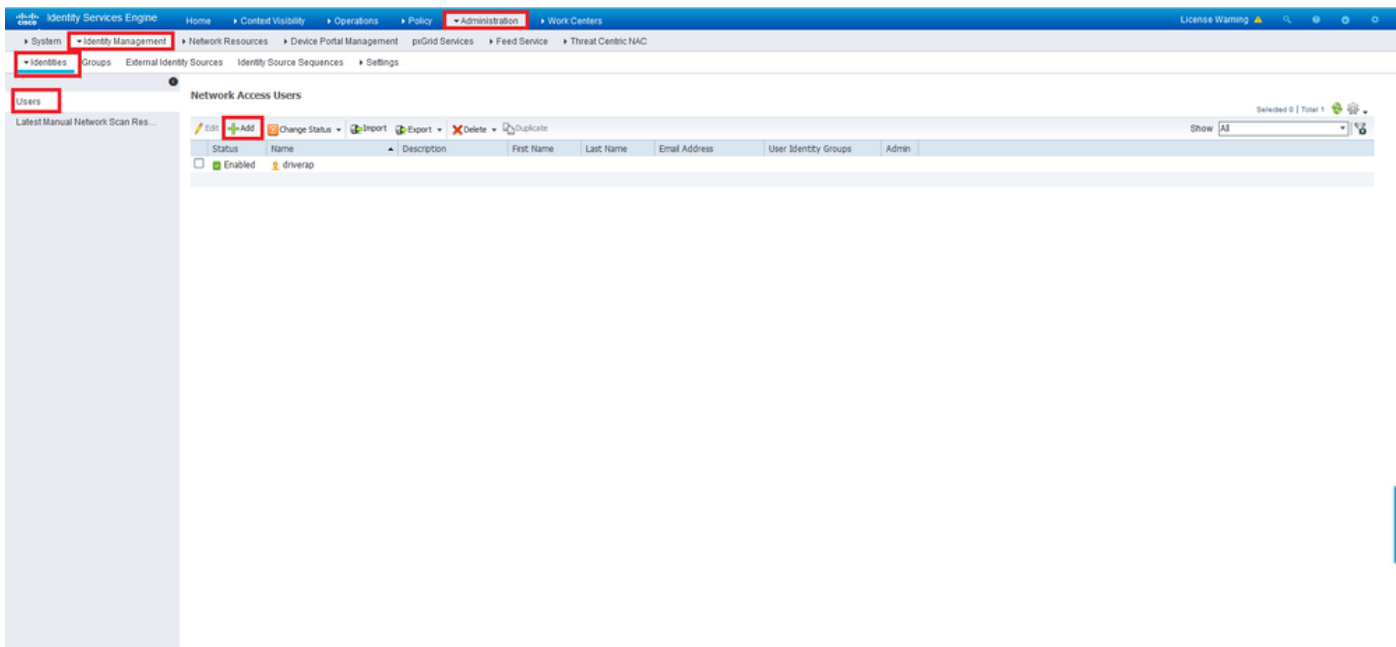 cisco Identity Services Engine Home Context Visibility Operations Policy Administration Work Centers License Warning
System Identity Management Network Resources Device Portal Management pxGrid Services Feed Service Threat Centric NAC
Identities Groups External Identity Sources Identity Source Sequences Settings
Users
Latest Manual Network Scan Res...
Network Access Users
Selected 0 | Total 1
Edit Add Change Status Import Export Delete Duplicate Show All
Status Name Description First Name Last Name Email Address User Identity Groups Admin
Enabled driverap